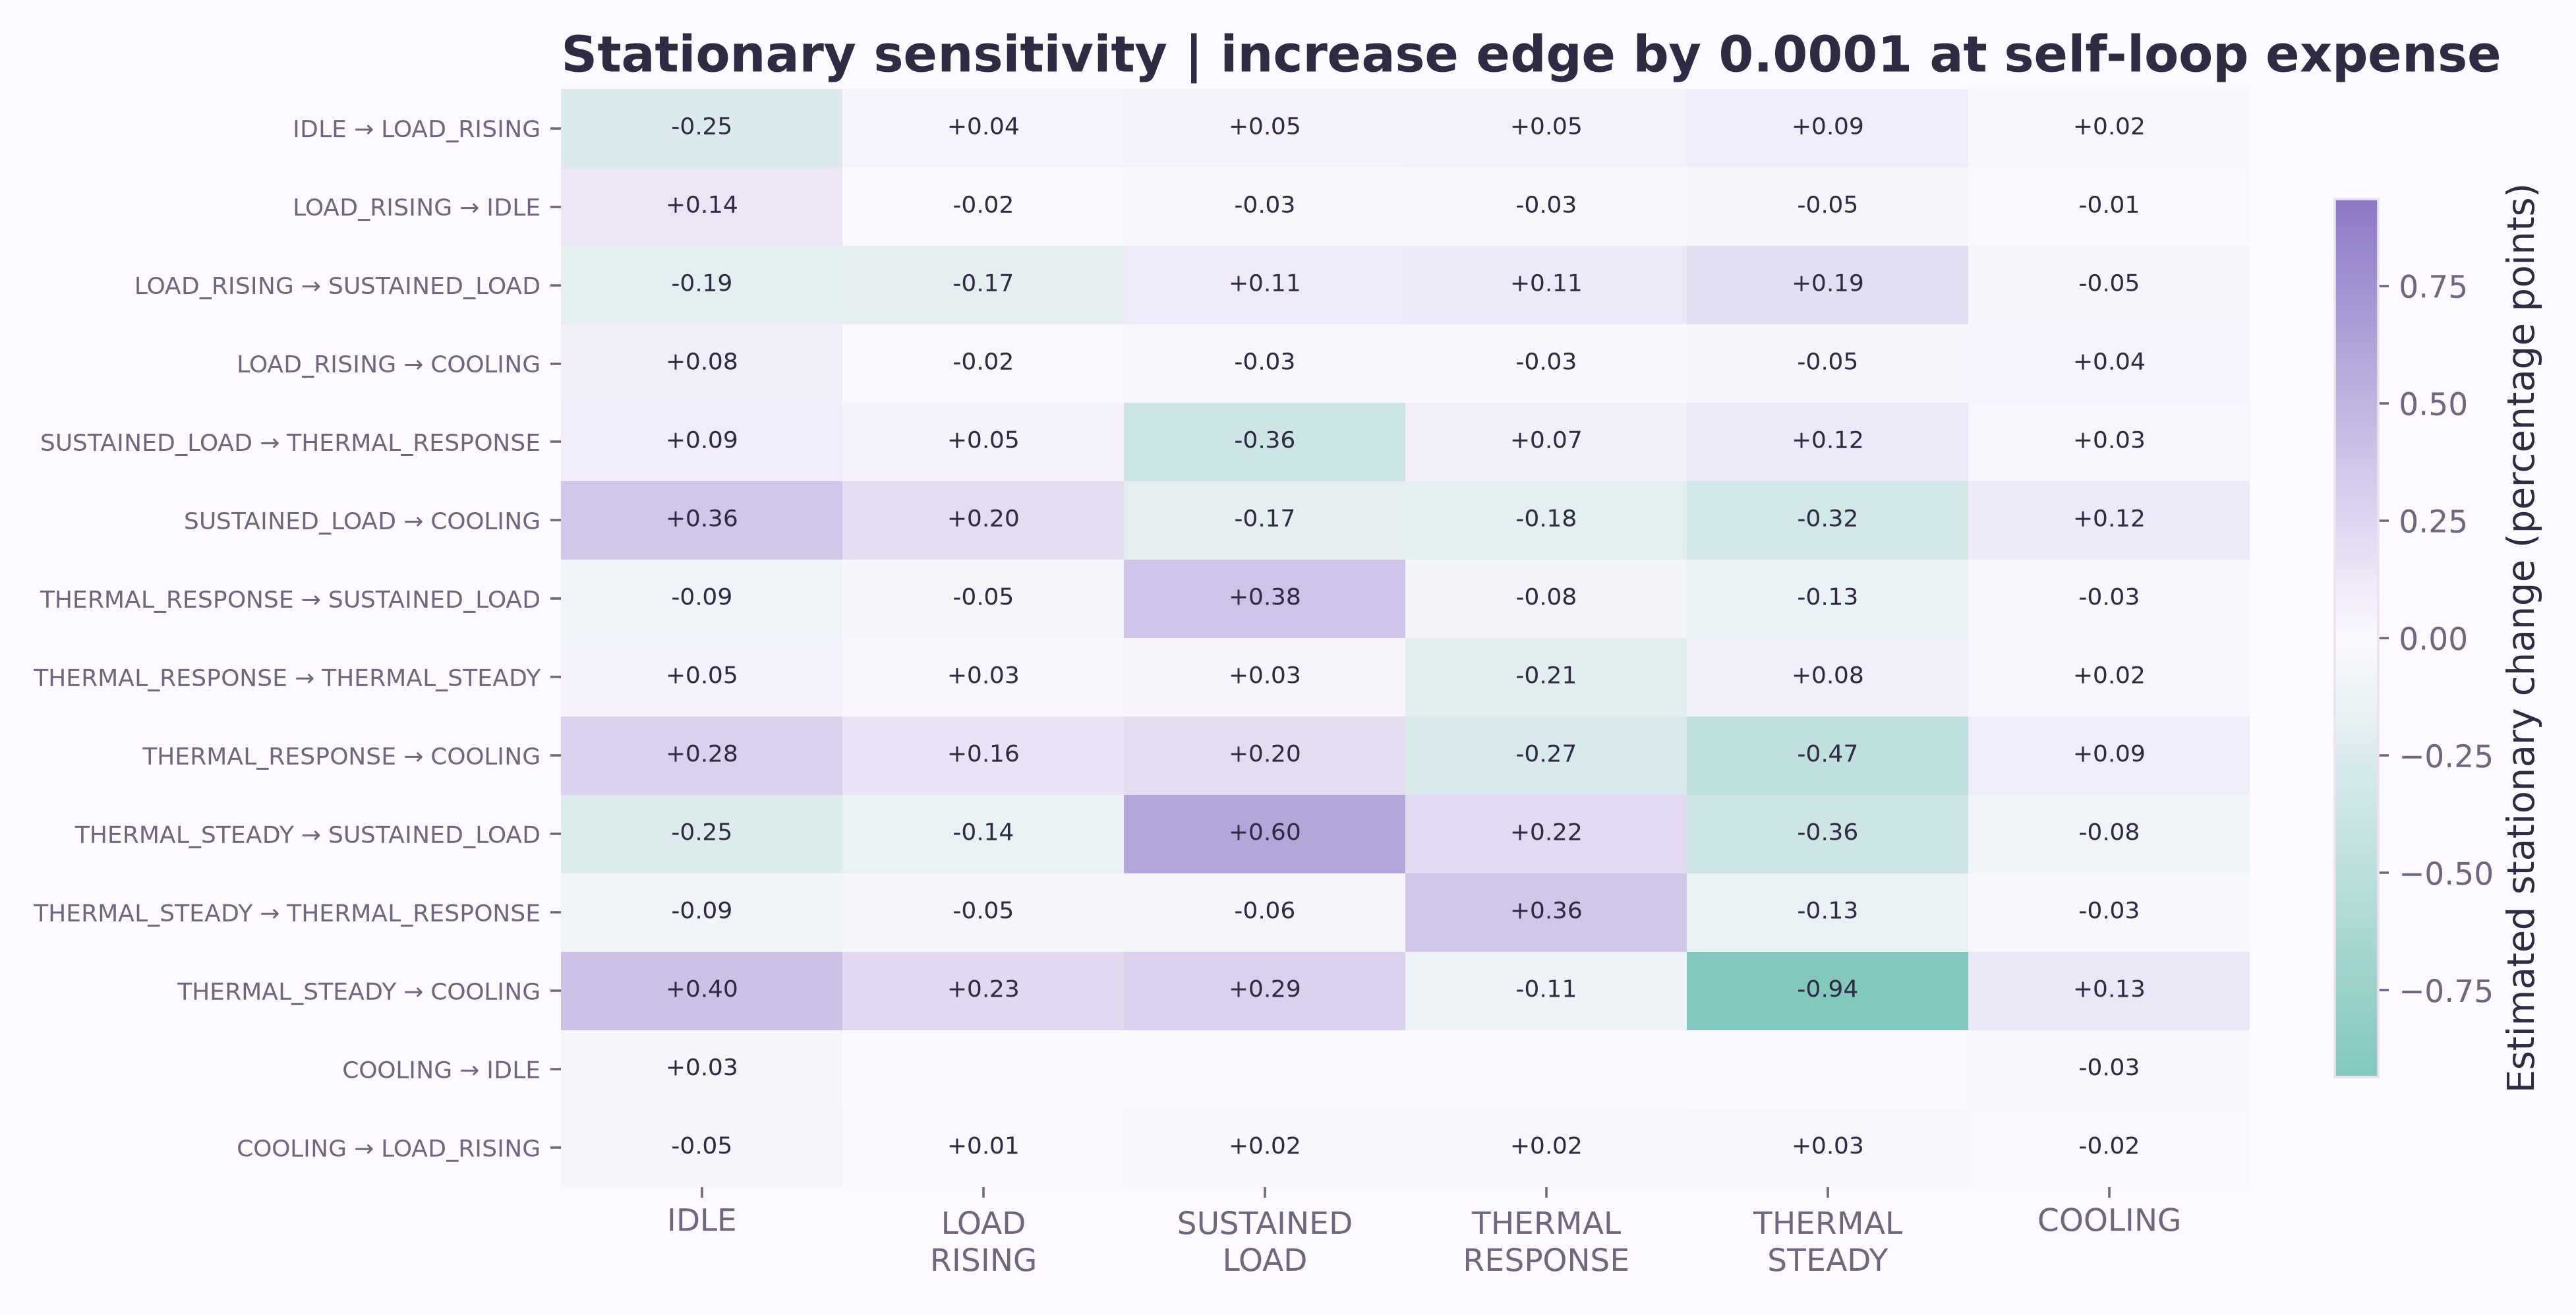 Stationary sensitivity | increase edge by 0.0001 at self-loop expense
IDLE → LOAD_RISING -0.25 +0.04 +0.05 +0.05 +0.09 +0.02
LOAD_RISING → IDLE +0.14 -0.02 -0.03 -0.03 -0.05 -0.01
LOAD_RISING → SUSTAINED_LOAD -0.19 -0.17 +0.11 +0.11 +0.19 -0.05
LOAD_RISING → COOLING +0.08 -0.02 -0.03 -0.03 -0.05 +0.04
SUSTAINED_LOAD → THERMAL_RESPONSE +0.09 +0.05 -0.36 +0.07 +0.12 +0.03
SUSTAINED_LOAD → COOLING +0.36 +0.20 -0.17 -0.18 -0.32 +0.12
THERMAL_RESPONSE → SUSTAINED_LOAD -0.09 -0.05 +0.38 -0.08 -0.13 -0.03
THERMAL_RESPONSE → THERMAL_STEADY +0.05 +0.03 +0.03 -0.21 +0.08 +0.02
THERMAL_RESPONSE → COOLING +0.28 +0.16 +0.20 -0.27 -0.47 +0.09
THERMAL_STEADY → SUSTAINED_LOAD -0.25 -0.14 +0.60 +0.22 -0.36 -0.08
THERMAL_STEADY → THERMAL_RESPONSE -0.09 -0.05 -0.06 +0.36 -0.13 -0.03
THERMAL_STEADY → COOLING +0.40 +0.23 +0.29 -0.11 -0.94 +0.13
COOLING → IDLE +0.03 -0.03
COOLING → LOAD_RISING -0.05 +0.01 +0.02 +0.02 +0.03 -0.02
IDLE
LOAD
RISING
SUSTAINED
LOAD
THERMAL
RESPONSE
THERMAL
STEADY
COOLING
0.75
0.50
0.25
0.00
−0.25
−0.50
−0.75
Estimated stationary change (percentage points)